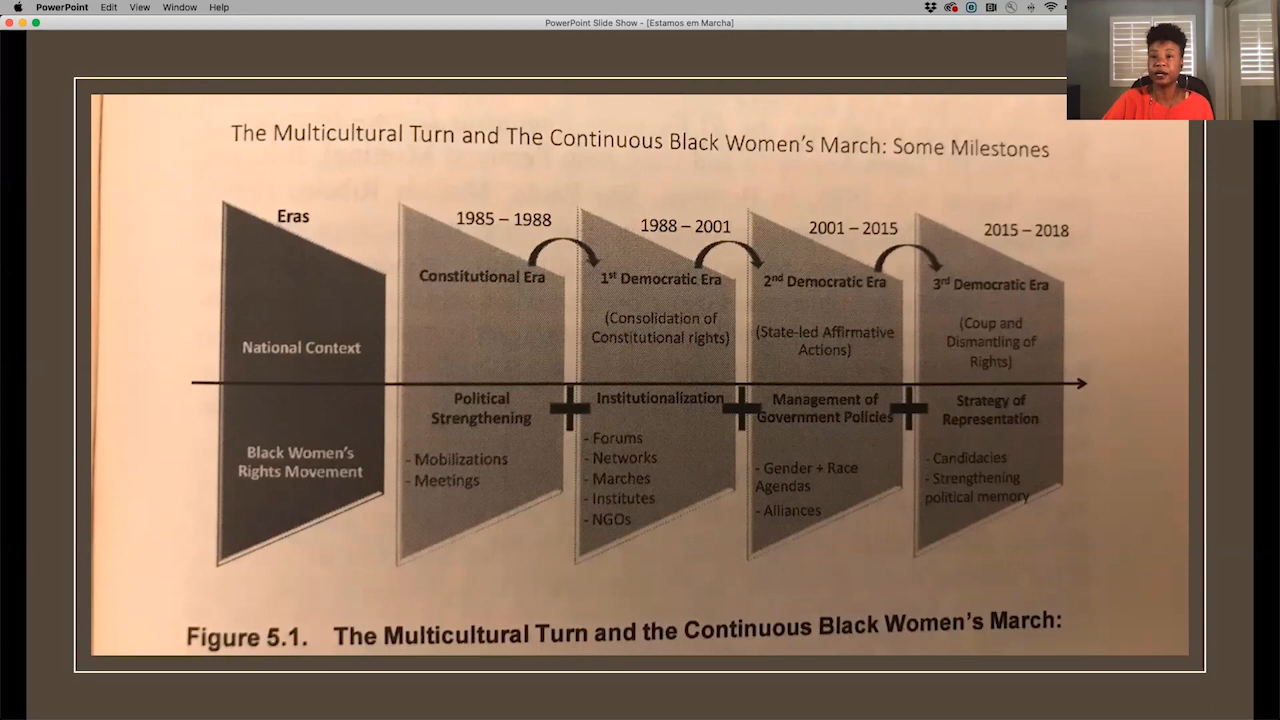 PowerPoint File Edit View Window Help
PowerPoint Slide Show - [Estamos em Marcha]
The Multicultural Turn and The Continuous Black Women's March: Some Milestones
Eras
National Context
Black Women's
Rights Movement
1985 – 1988
Constitutional Era
Political
Strengthening
- Mobilizations
- Meetings
1988 – 2001
1st Democratic Era
(Consolidation of
Constitutional rights)
Institutionalization
- Forums
- Networks
- Marches
- Institutes
- NGOs
2001 – 2015
2nd Democratic Era
(State-led Affirmative
Actions)
Management of
Government Policies
- Gender + Race
Agendas
- Alliances
2015 – 2018
3rd Democratic Era
(Coup and
Dismantling of
Rights)
Strategy of
Representation
- Candidacies
- Strengthening
political memory
Figure 5.1. The Multicultural Turn and the Continuous Black Women's March: